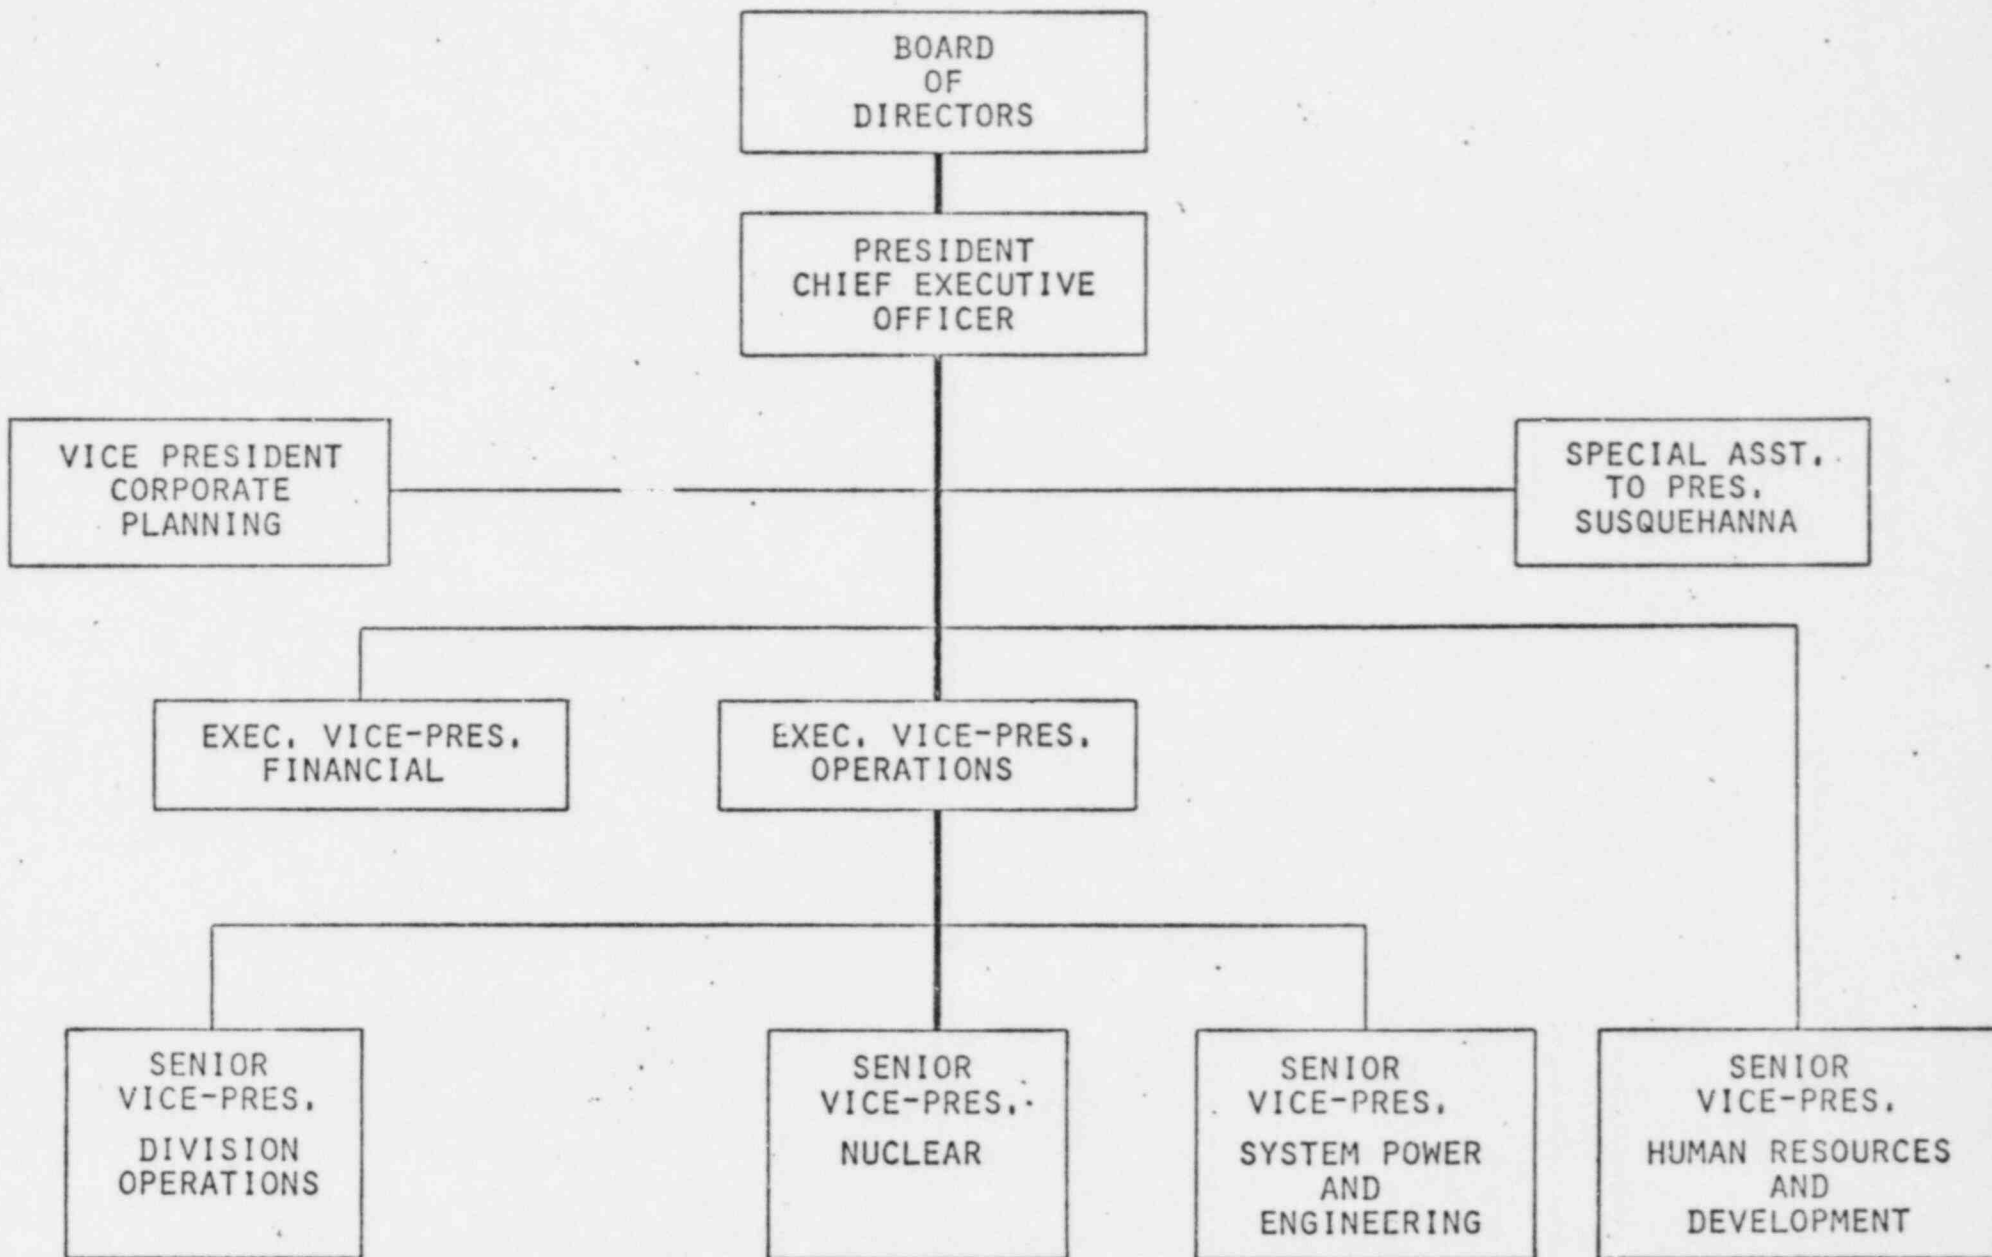 BOARD
OF
DIRECTORS
PRESIDENT
CHIEF EXECUTIVE
OFFICER
VICE PRESIDENT
CORPORATE
PLANNING
SPECIAL ASST.
TO PRES.
SUSQUEHANNA
EXEC. VICE-PRES.
FINANCIAL
EXEC. VICE-PRES.
OPERATIONS
SENIOR
VICE-PRES.
DIVISION
OPERATIONS
SENIOR
VICE-PRES.
NUCLEAR
SENIOR
VICE-PRES.
SYSTEM POWER
AND
ENGINEERING
SENIOR
VICE-PRES.
HUMAN RESOURCES
AND
DEVELOPMENT